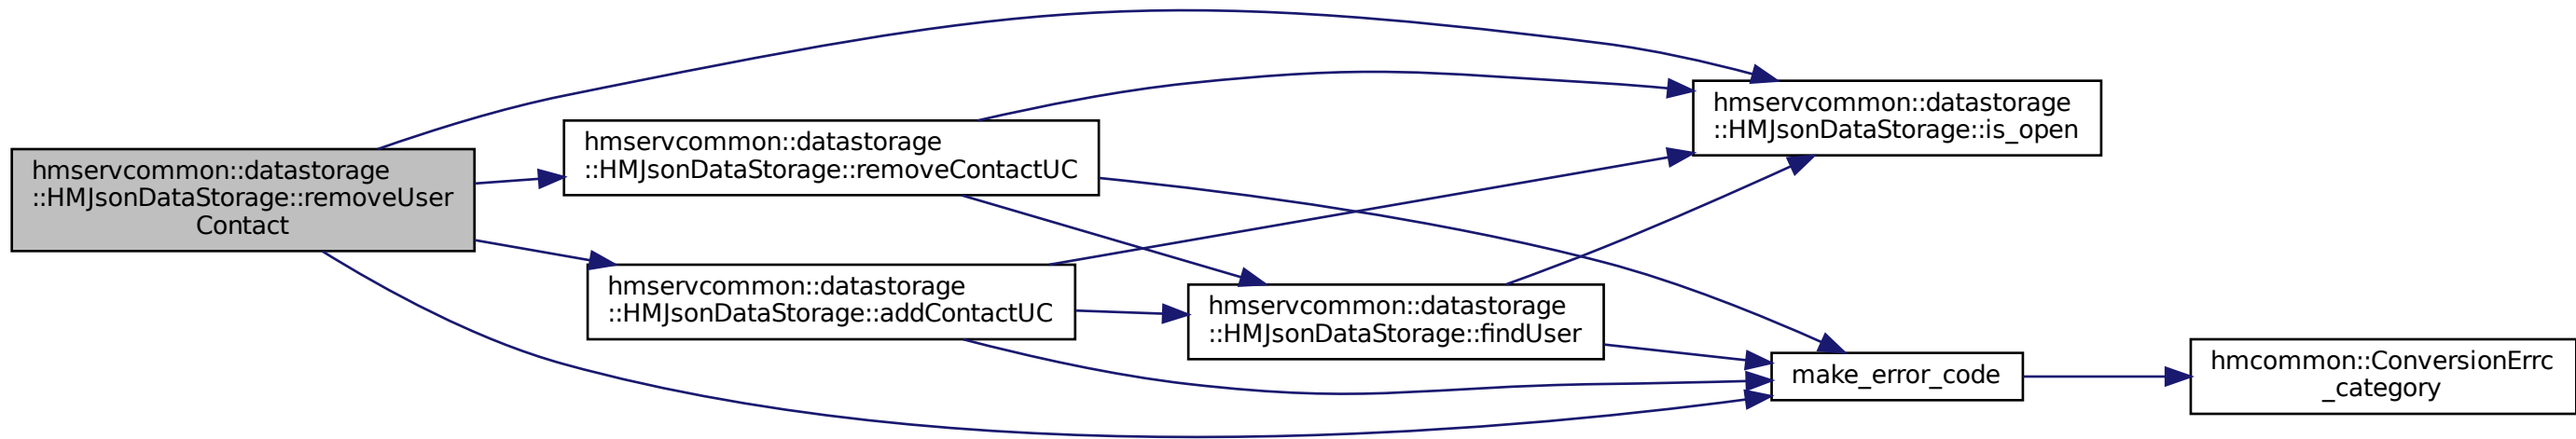 hmservcommon::datastorage
::HMJsonDataStorage::removeUser
Contact
hmservcommon::datastorage
::HMJsonDataStorage::removeContactUC
hmservcommon::datastorage
::HMJsonDataStorage::addContactUC
hmservcommon::datastorage
::HMJsonDataStorage::findUser
hmservcommon::datastorage
::HMJsonDataStorage::is_open
make_error_code
hmcommon::ConversionErrc
_category